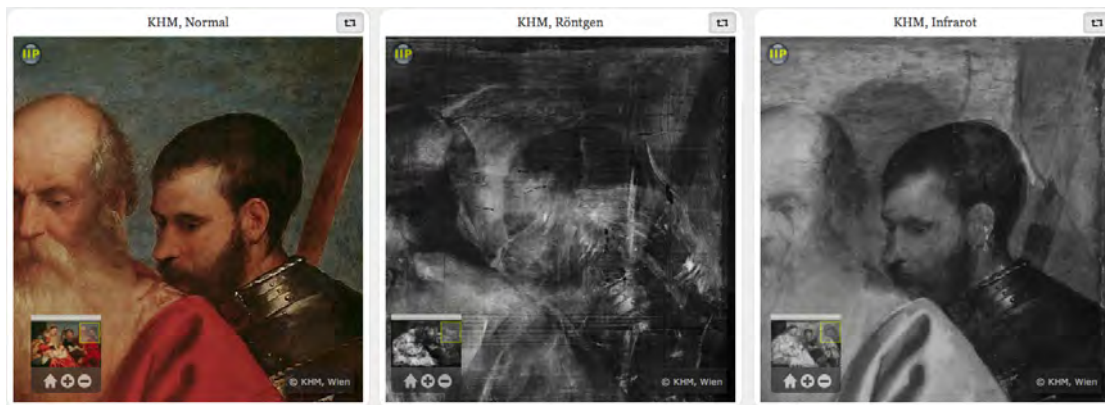 KHM, Normal
IIP
© KHM, Wien
KHM, Röntgen
IIP
© KHM, Wien
KHM, Infrarot
IIP
© KHM, Wien